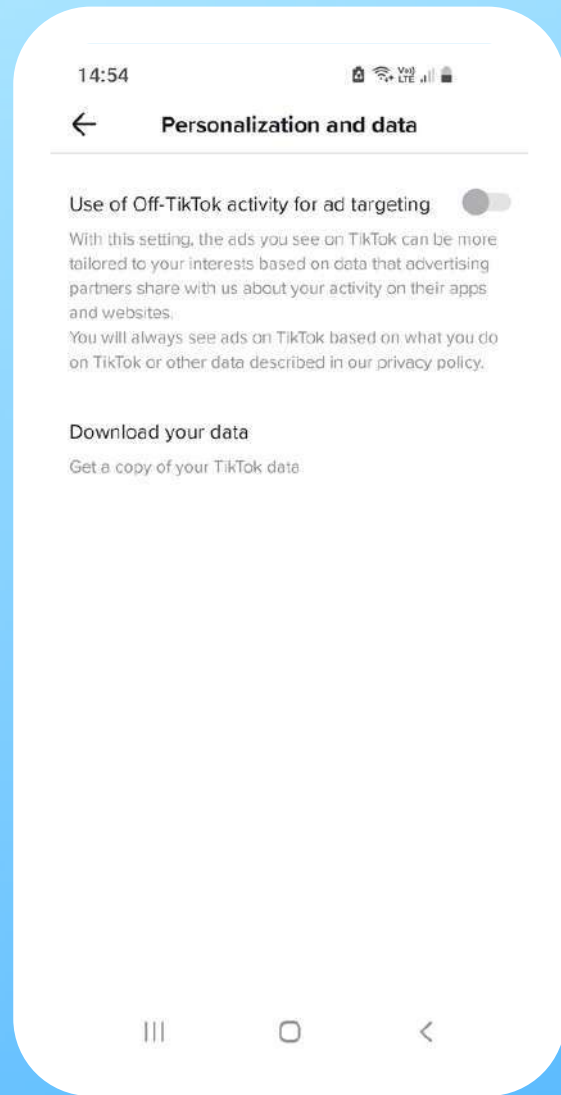 14:54
Vo))
LTE
Personalization and data
Use of Off-TikTok activity for ad targeting
With this setting, the ads you see on TikTok can be more
tailored to your interests based on data that advertising
partners share with us about your activity on their apps
and websites.
You will always see ads on TikTok based on what you do
on TikTok or other data described in our privacy policy.
Download your data
Get a copy of your TikTok data